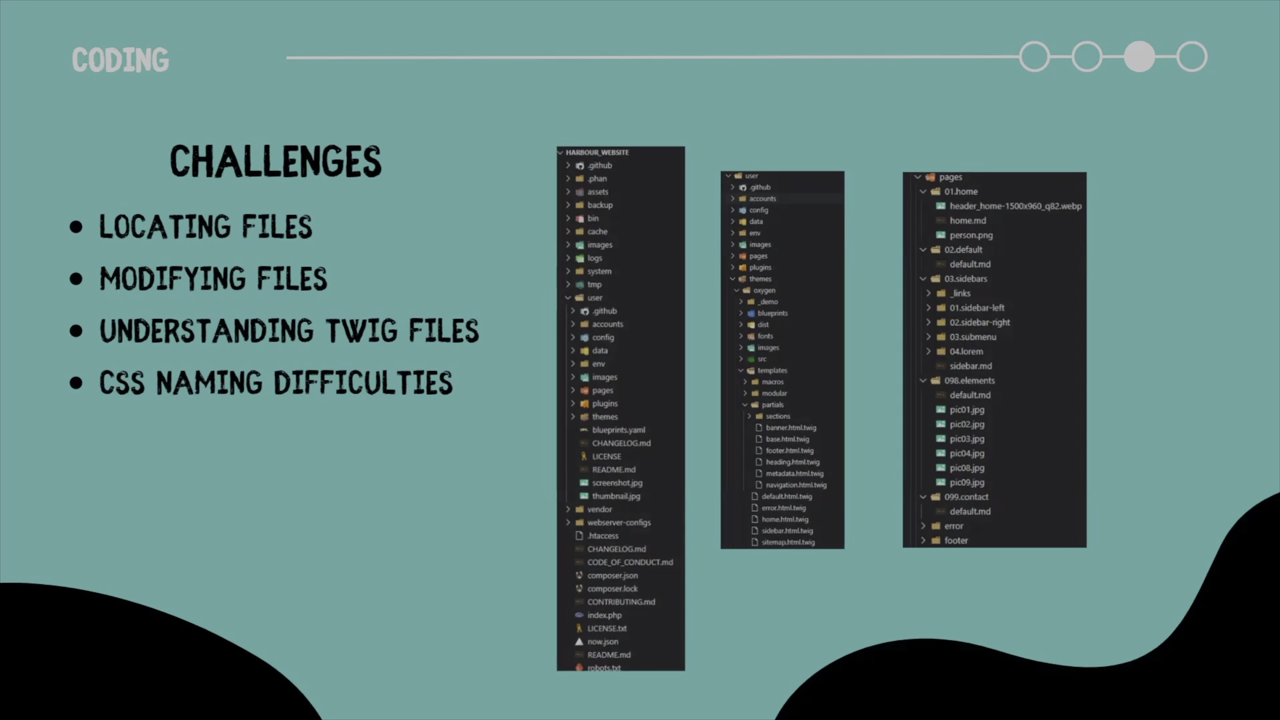 CODING
CHALLENGES
LOCATING FILES
MODIFYING FILES
UNDERSTANDING TWIG FILES
CSS NAMING DIFFICULTIES
HARBOUR_WEBSITE
.github
.phan
assets
backup
bin
cache
images
logs
system
tmp
user
.github
accounts
config
data
env
images
pages
plugins
themes
blueprints.yaml
CHANGELOG.md
LICENSE
README.md
screenshot.jpg
thumbnail.jpg
vendor
webserver-configs
.htaccess
CHANGELOG.md
CODE_OF_CONDUCT.md
composer.json
composer.lock
CONTRIBUTING.md
index.php
LICENSE.txt
now.json
README.md
robots.txt
user
.github
accounts
config
data
env
images
pages
plugins
themes
oxygen
_demo
blueprints
dist
fonts
images
src
templates
macros
modular
partials
sections
banner.html.twig
base.html.twig
footer.html.twig
heading.html.twig
metadata.html.twig
navigation.html.twig
default.html.twig
error.html.twig
home.html.twig
sidebar.html.twig
sitemap.html.twig
pages
01.home
header_home-1500x960_q82.webp
home.md
person.png
02.default
default.md
03.sidebars
_links
01.sidebar-left
02.sidebar-right
03.submenu
04.lorem
sidebar.md
098.elements
default.md
pic01.jpg
pic02.jpg
pic03.jpg
pic04.jpg
pic08.jpg
pic09.jpg
099.contact
default.md
error
footer